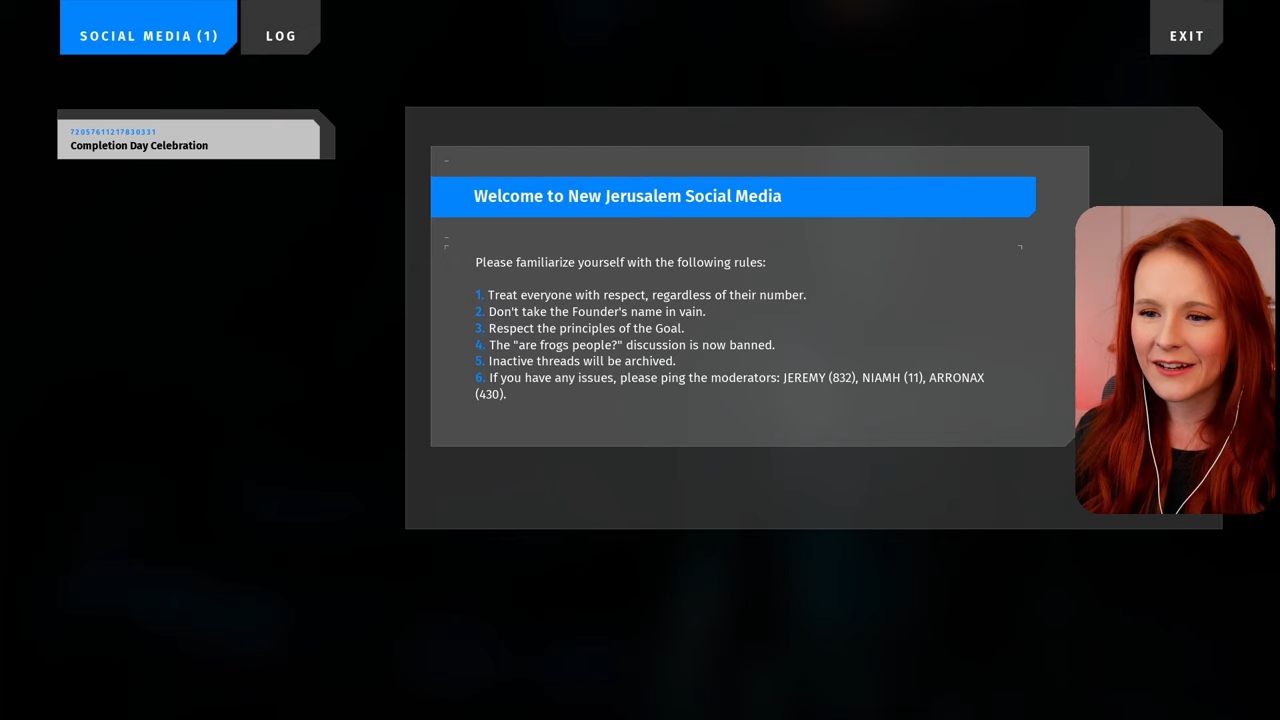 SOCIAL MEDIA (1)
LOG
EXIT
72057611217830331
Completion Day Celebration
Welcome to New Jerusalem Social Media
Please familiarize yourself with the following rules:
1. Treat everyone with respect, regardless of their number.
2. Don't take the Founder's name in vain.
3. Respect the principles of the Goal.
4. The "are frogs people?" discussion is now banned.
5. Inactive threads will be archived.
6. If you have any issues, please ping the moderators: JEREMY (832), NIAMH (11), ARRONAX
(430).